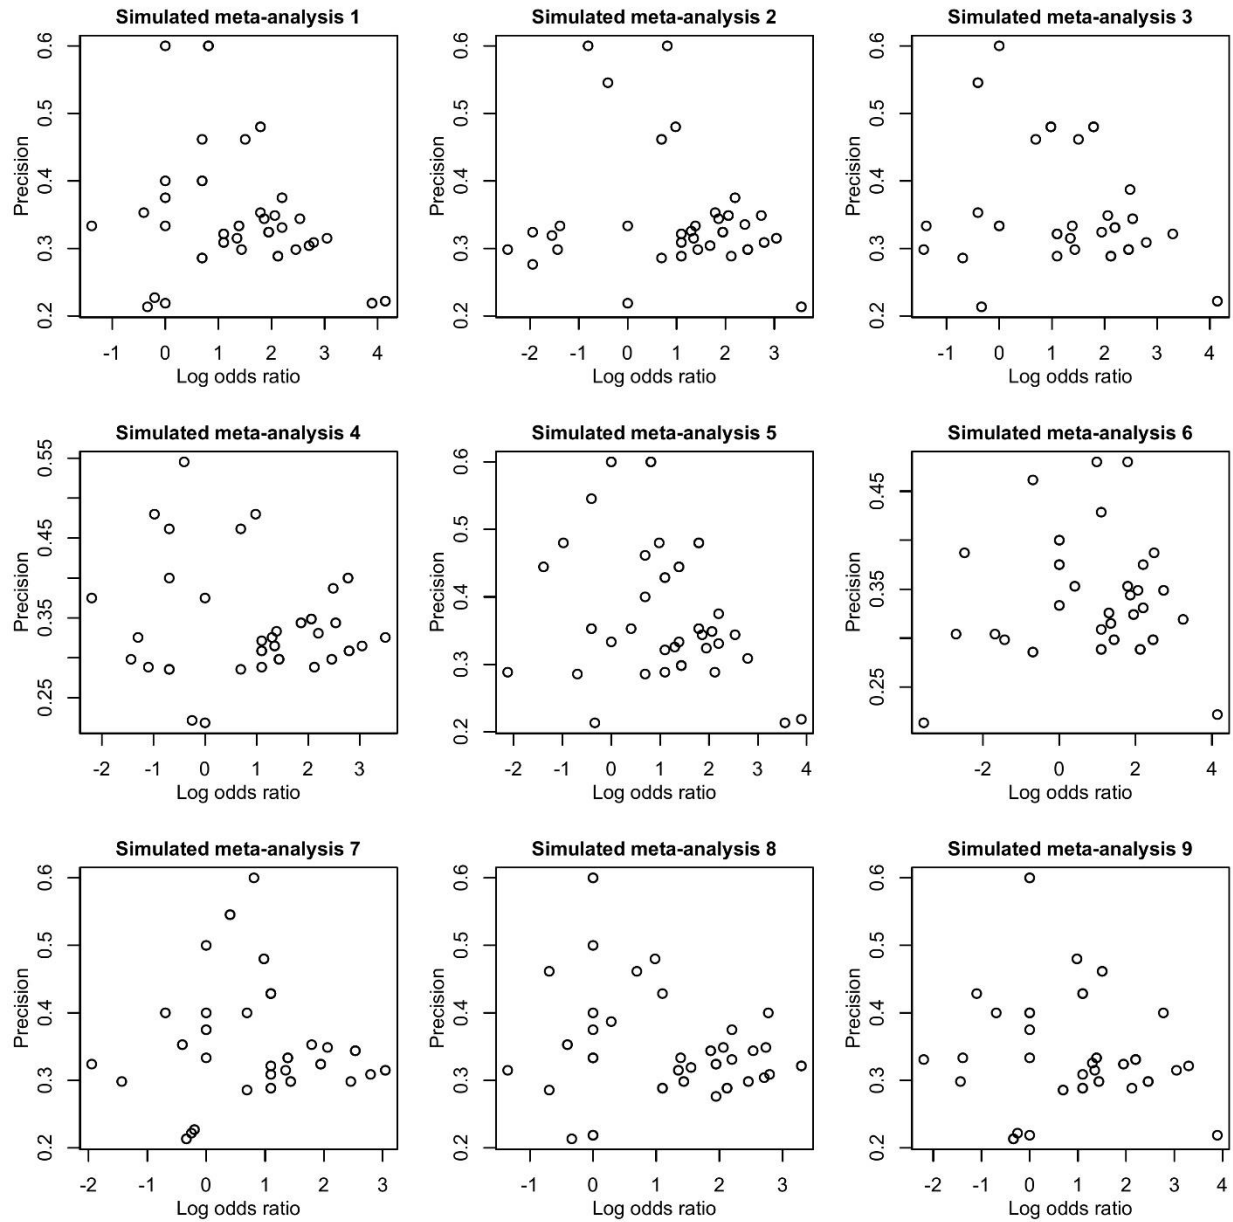 Simulated meta-analysis 1
Precision
0.6
0.5
0.4
0.3
0.2
-1 0 1 2 3 4
Log odds ratio
Simulated meta-analysis 2
Precision
0.6
0.5
0.4
0.3
0.2
-2 -1 0 1 2 3
Log odds ratio
Simulated meta-analysis 3
Precision
0.6
0.5
0.4
0.3
0.2
-1 0 1 2 3 4
Log odds ratio
Simulated meta-analysis 4
Precision
0.55
0.45
0.35
0.25
-2 -1 0 1 2 3
Log odds ratio
Simulated meta-analysis 5
Precision
0.6
0.5
0.4
0.3
0.2
-2 -1 0 1 2 3 4
Log odds ratio
Simulated meta-analysis 6
Precision
0.45
0.35
0.25
-2 0 2 4
Log odds ratio
Simulated meta-analysis 7
Precision
0.6
0.5
0.4
0.3
0.2
-2 -1 0 1 2 3
Log odds ratio
Simulated meta-analysis 8
Precision
0.6
0.5
0.4
0.3
0.2
-1 0 1 2 3
Log odds ratio
Simulated meta-analysis 9
Precision
0.6
0.5
0.4
0.3
0.2
-2 -1 0 1 2 3 4
Log odds ratio